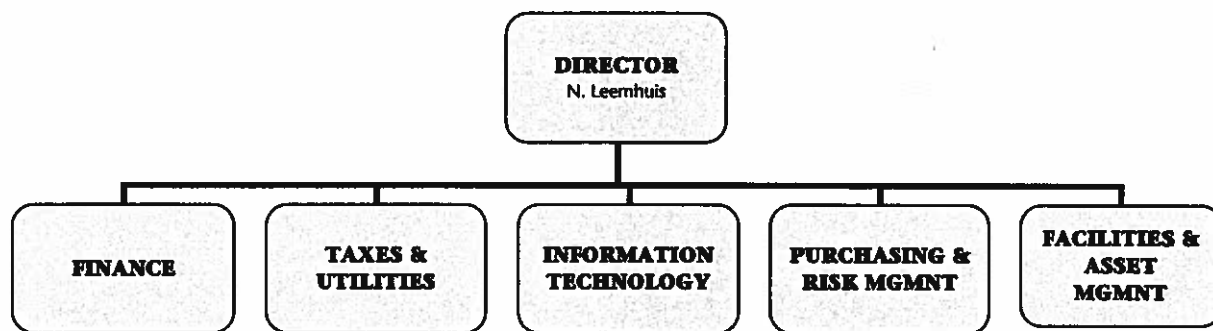 DIRECTOR
N. Leemhuis
FINANCE
TAXES &
UTILITIES
INFORMATION
TECHNOLOGY
PURCHASING &
RISK MGMNT
FACILITIES &
ASSET
MGMNT